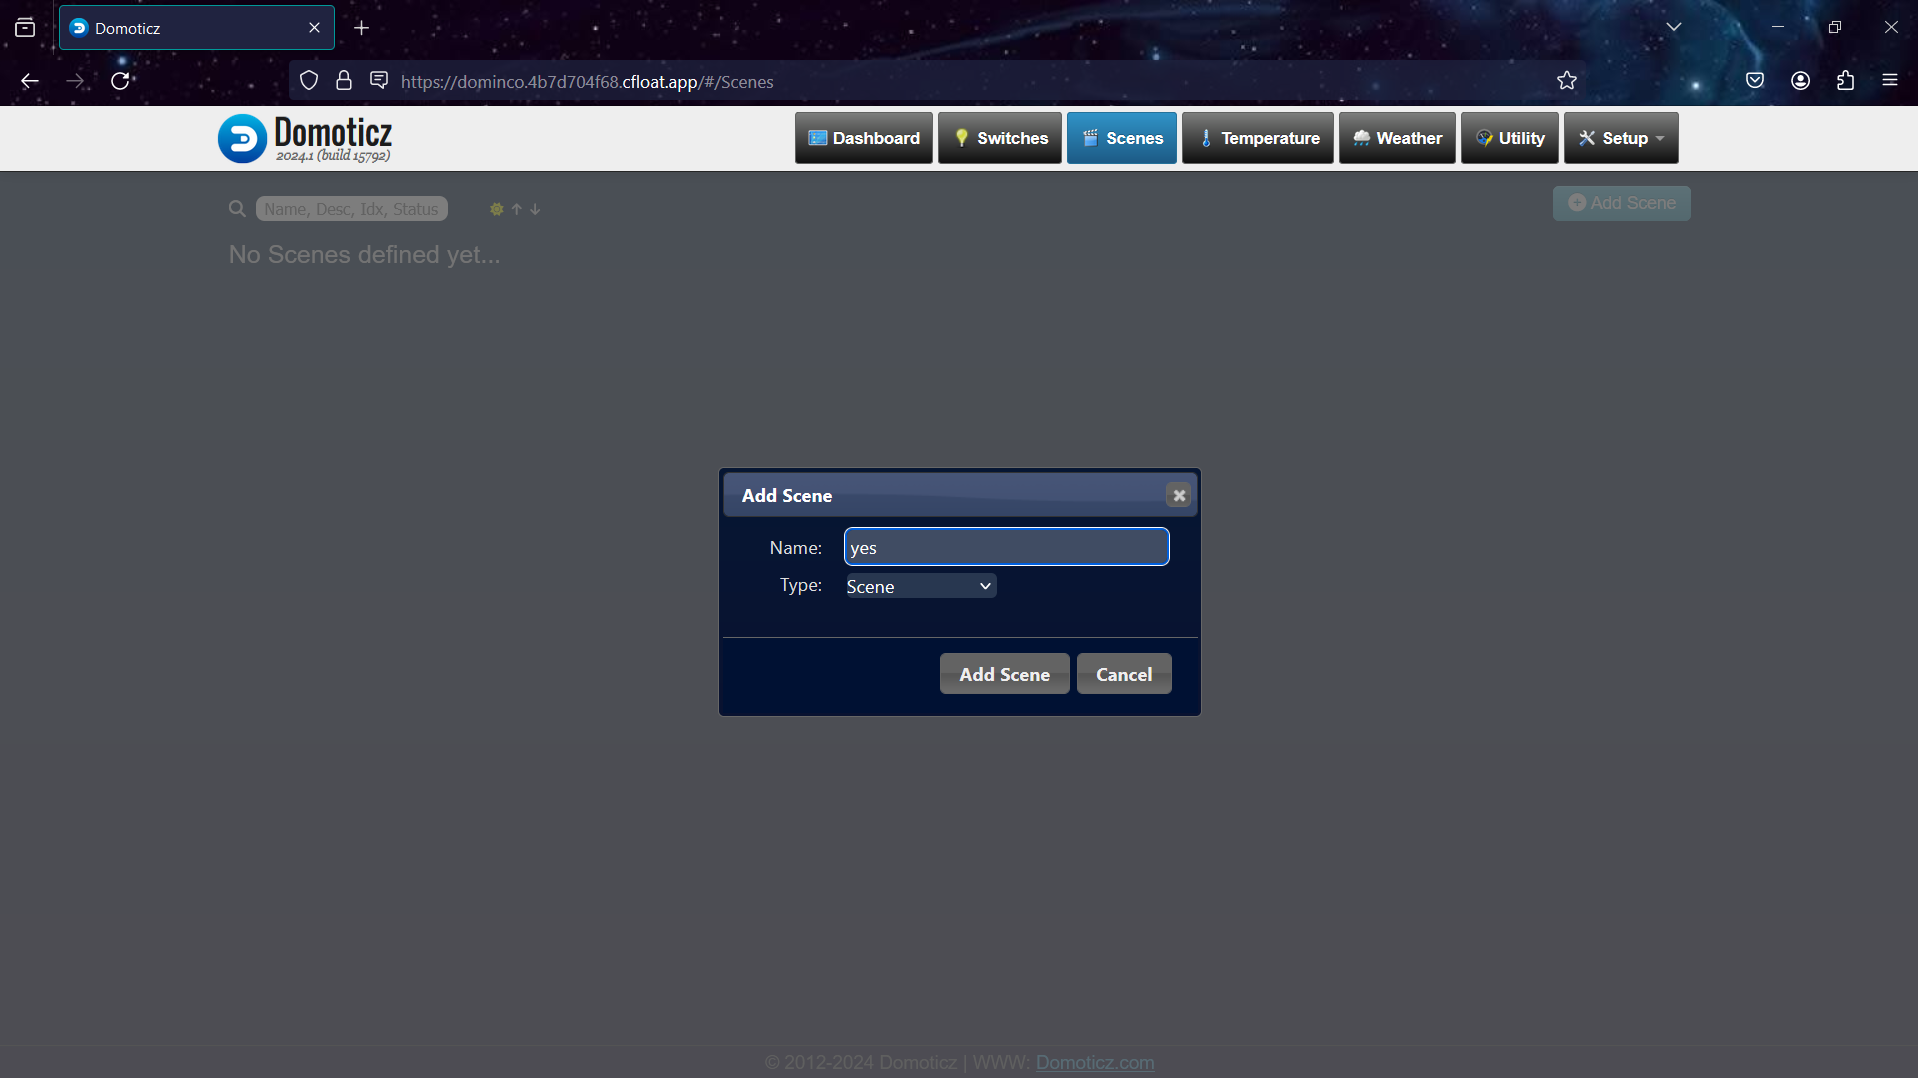 Domoticz
https://dominco.4b7d704f68.cfloat.app/#/Scenes
Domoticz
2024.1 (build 15792)
Dashboard Switches Scenes Temperature Weather Utility Setup
Name, Desc, Idx, Status
Add Scene
No Scenes defined yet...
Add Scene
Name: yes
Type: Scene
Add Scene Cancel
© 2012-2024 Domoticz | WWW: Domoticz.com